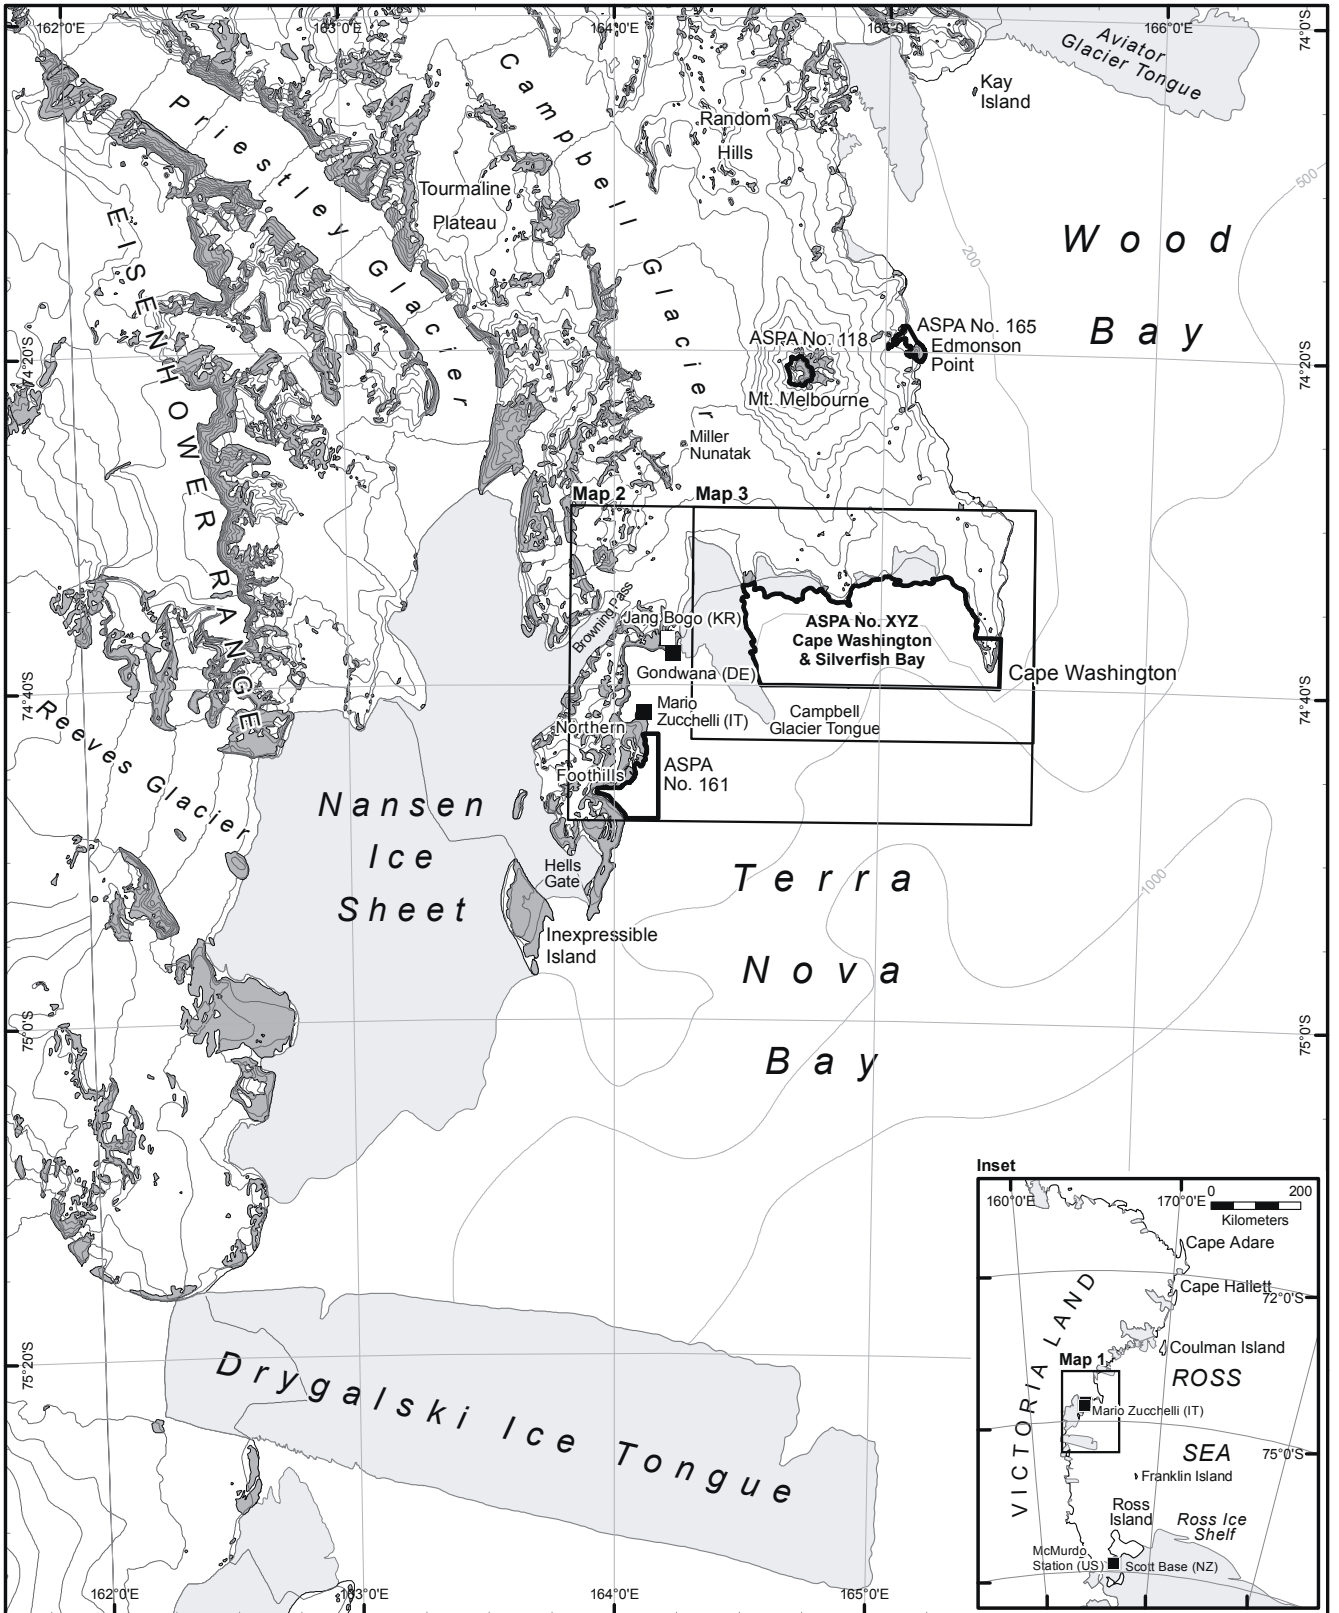 162°0'E
163°0'E
164°0'E
165°0'E
166°0'E
74°0'S
Aviator
Glacier Tongue
Kay
Island
Campbell Glacier
Priestley Glacier
Random
Hills
Tourmaline
Plateau
EISENHOWER RANGE
500
200
Wood
Bay
ASPA No. 118
Mt. Melbourne
ASPA No. 165
Edmonson
Point
74°20'S
74°20'S
Miller
Nunatak
Map 2
Map 3
Browning Pass
Jang Bogo (KR)
Gondwana (DE)
ASPA No. XYZ
Cape Washington
& Silverfish Bay
Cape Washington
74°40'S
74°40'S
Mario
Zucchelli (IT)
Campbell
Glacier Tongue
Northern
Foothills
ASPA
No. 161
Reeves Glacier
Nansen
Ice
Sheet
Hells
Gate
Inexpressible
Island
Terra
Nova
Bay
1000
75°0'S
75°0'S
75°20'S
Drygalski Ice Tongue
162°0'E
163°0'E
164°0'E
165°0'E
Inset
160°0'E
170°0'E
0
200
Kilometers
Cape Adare
Cape Hallett
72°0'S
Coulman Island
VICTORIA LAND
Map 1
ROSS
SEA
Mario Zucchelli (IT)
75°0'S
Franklin Island
Ross
Island
Ross Ice
Shelf
McMurdo
Station (US)
Scott Base (NZ)